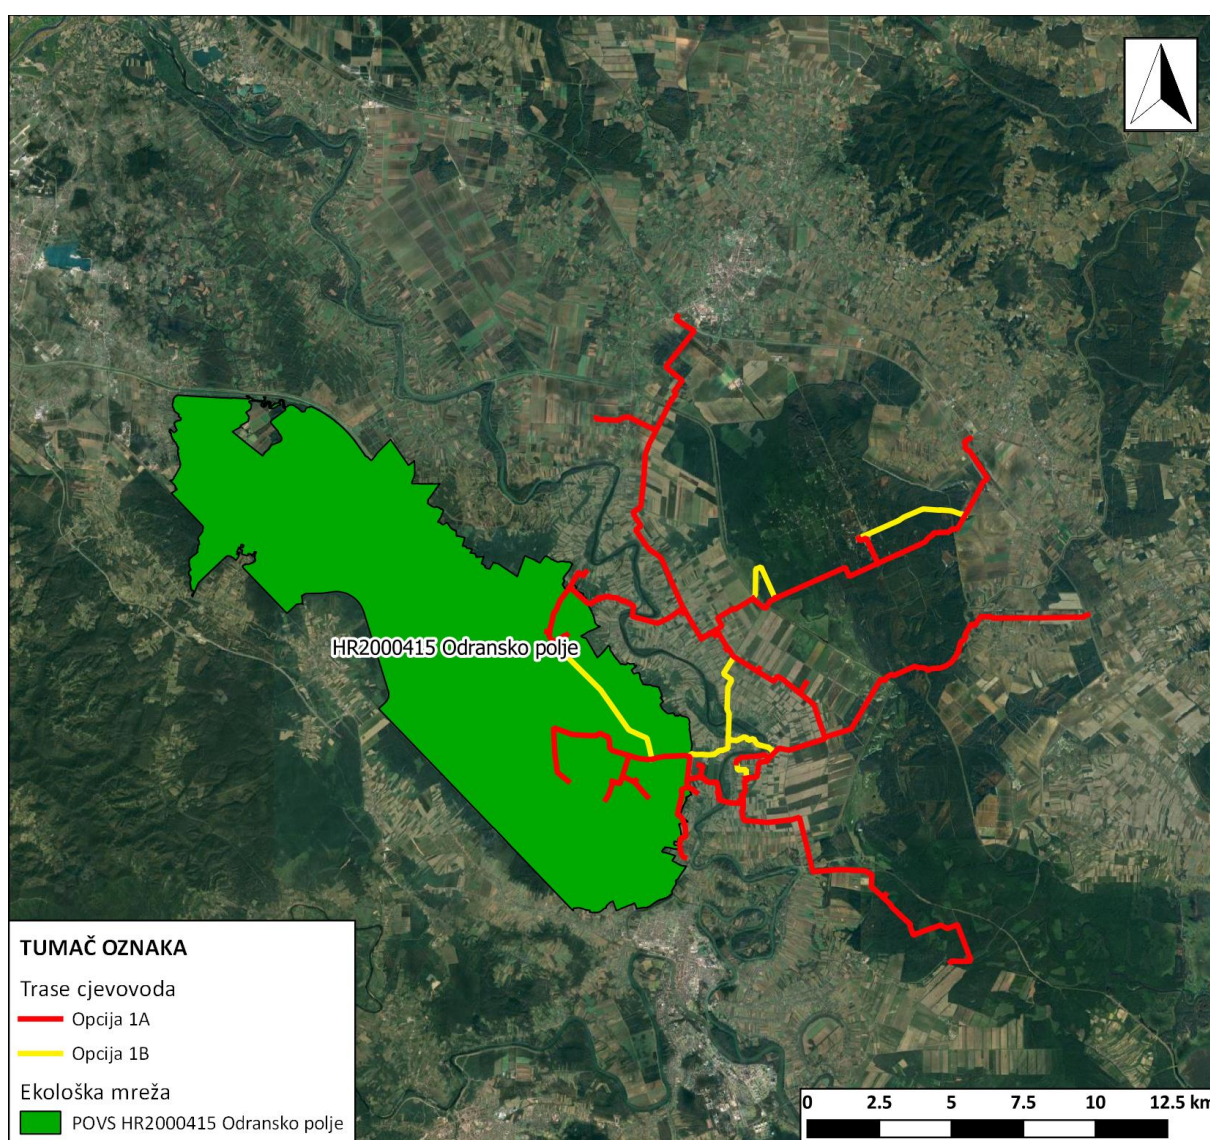 HR2000415 Odransko polje
TUMAČ OZNAKA
Trase cjevovoda
Opcija 1A
Opcija 1B
Ekološka mreža
POVS HR2000415 Odransko polje
0 2.5 5 7.5 10 12.5 km